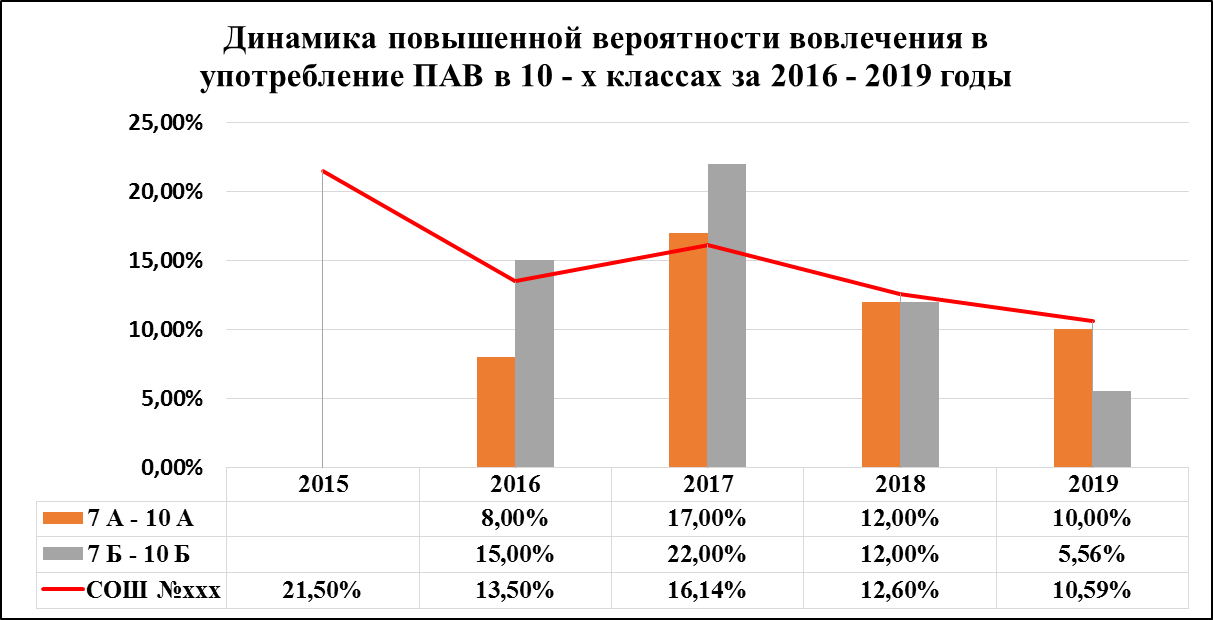 Динамика повышенной вероятности вовлечения в
употребление ПАВ в 10 - х классах за 2016 - 2019 годы
25,00%
20,00%
15,00%
10,00%
5,00%
0,00%
2015 2016 2017 2018 2019
7 А - 10 А 8,00% 17,00% 12,00% 10,00%
7 Б - 10 Б 15,00% 22,00% 12,00% 5,56%
СОШ №xxx 21,50% 13,50% 16,14% 12,60% 10,59%